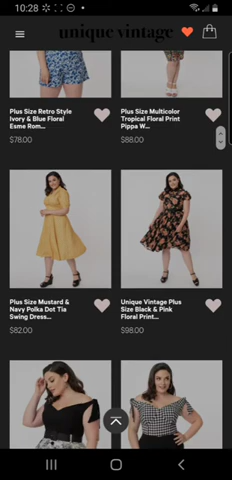 10:28
unique vintage
Plus Size Retro Style
Ivory & Blue Floral
Esme Rom...
$78.00
Plus Size Multicolor
Tropical Floral Print
Pippa W...
$88.00
Plus Size Mustard &
Navy Polka Dot Tia
Swing Dress...
$82.00
Unique Vintage Plus
Size Black & Pink
Floral Print...
$98.00